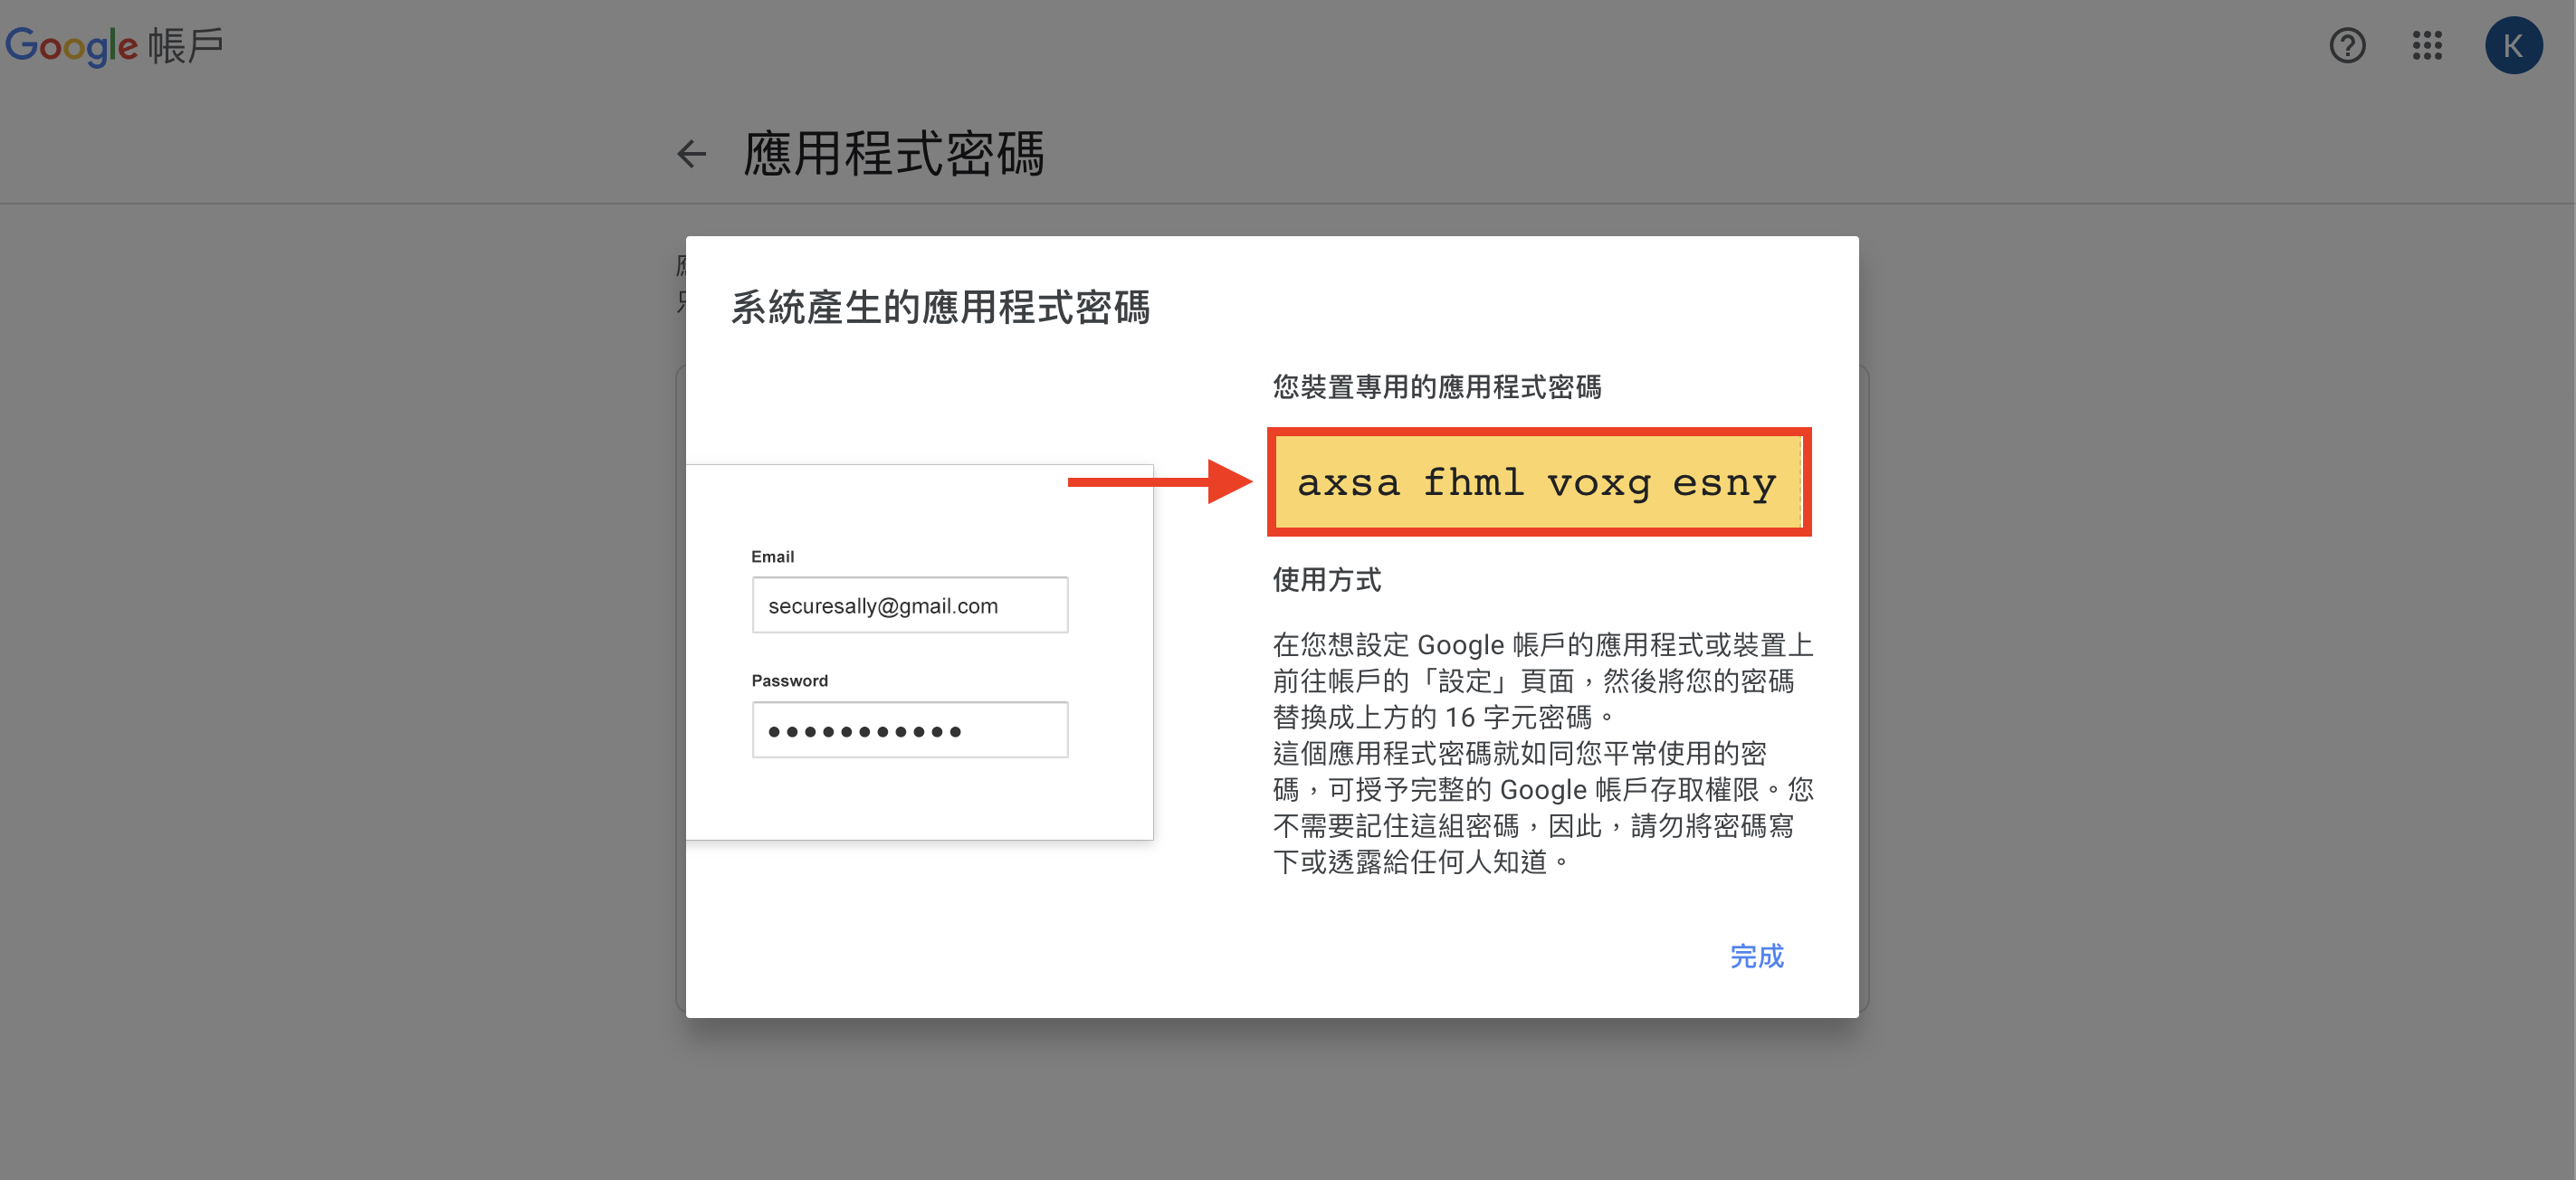 Google 帳戶
K
應用程式密碼
系統產生的應用程式密碼
您裝置專用的應用程式密碼
axsa fhml voxg esny
Email
securesally@gmail.com
Password
使用方式
在您想設定 Google 帳戶的應用程式或裝置上
前往帳戶的「設定」頁面，然後將您的密碼
替換成上方的 16 字元密碼。
這個應用程式密碼就如同您平常使用的密
碼，可授予完整的 Google 帳戶存取權限。您
不需要記住這組密碼，因此，請勿將密碼寫
下或透露給任何人知道。
完成